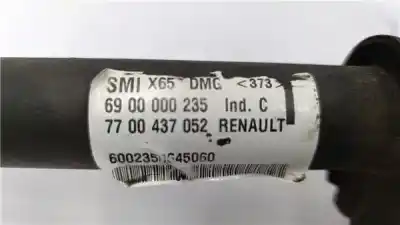 SMI X65 DMG <373>
69 00 000 235 Ind. C
77 00 437 052 RENAULT